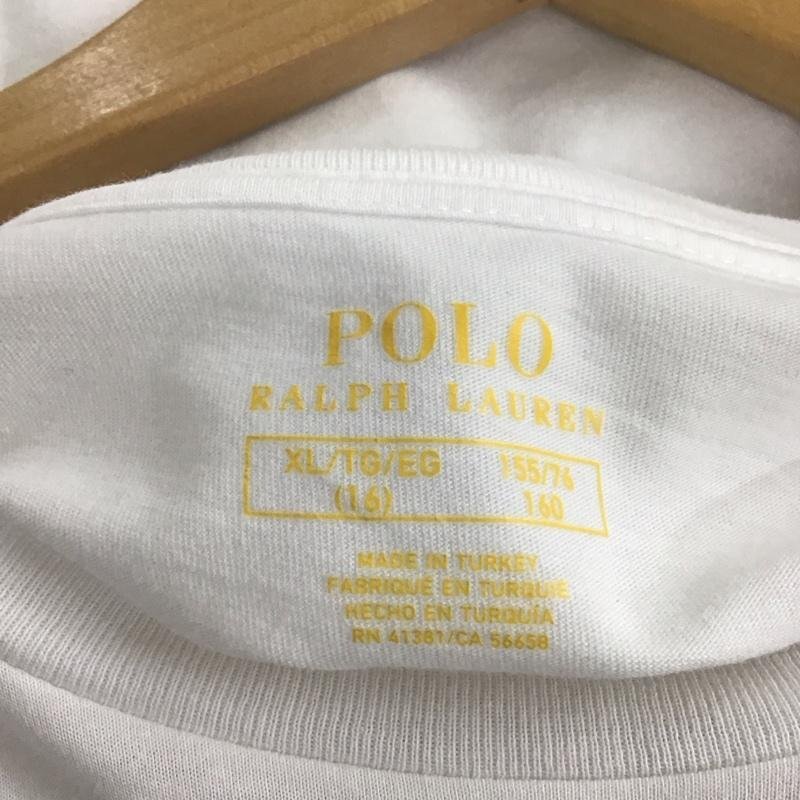 POLO
RALPH LAUREN
XL/TG/EG 155/76
(16) 160
MADE IN TURKEY
FABRIQUÉ EN TURQUIE
HECHO EN TURQUÍA
RN 41381/CA 56658